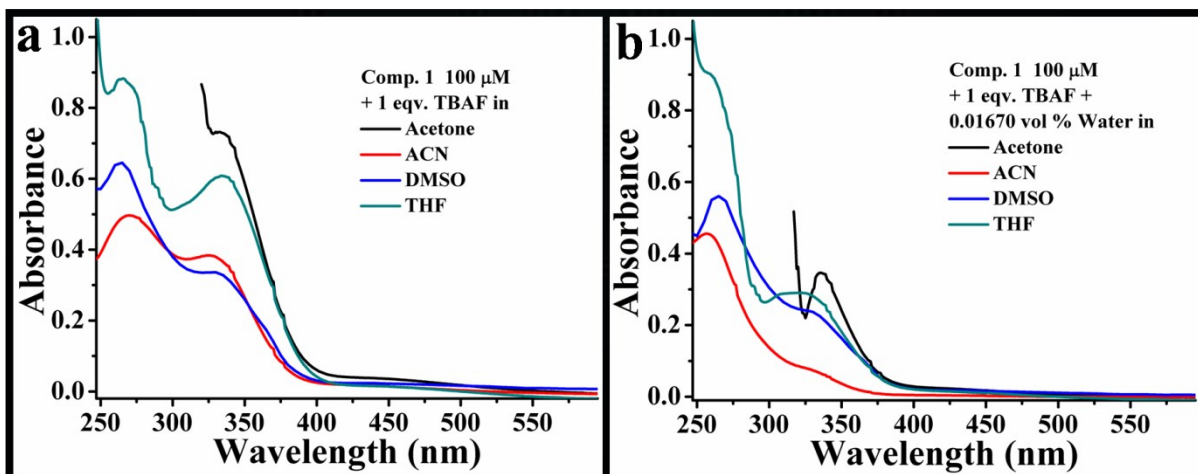 a
Comp. 1 100 μM
+ 1 eqv. TBAF in
Acetone
ACN
DMSO
THF
Absorbance
1.0
0.8
0.6
0.4
0.2
0.0
250 300 350 400 450 500 550
Wavelength (nm)
b
Comp. 1 100 μM
+ 1 eqv. TBAF +
0.01670 vol % Water in
Acetone
ACN
DMSO
THF
Absorbance
1.0
0.8
0.6
0.4
0.2
0.0
250 300 350 400 450 500 550
Wavelength (nm)